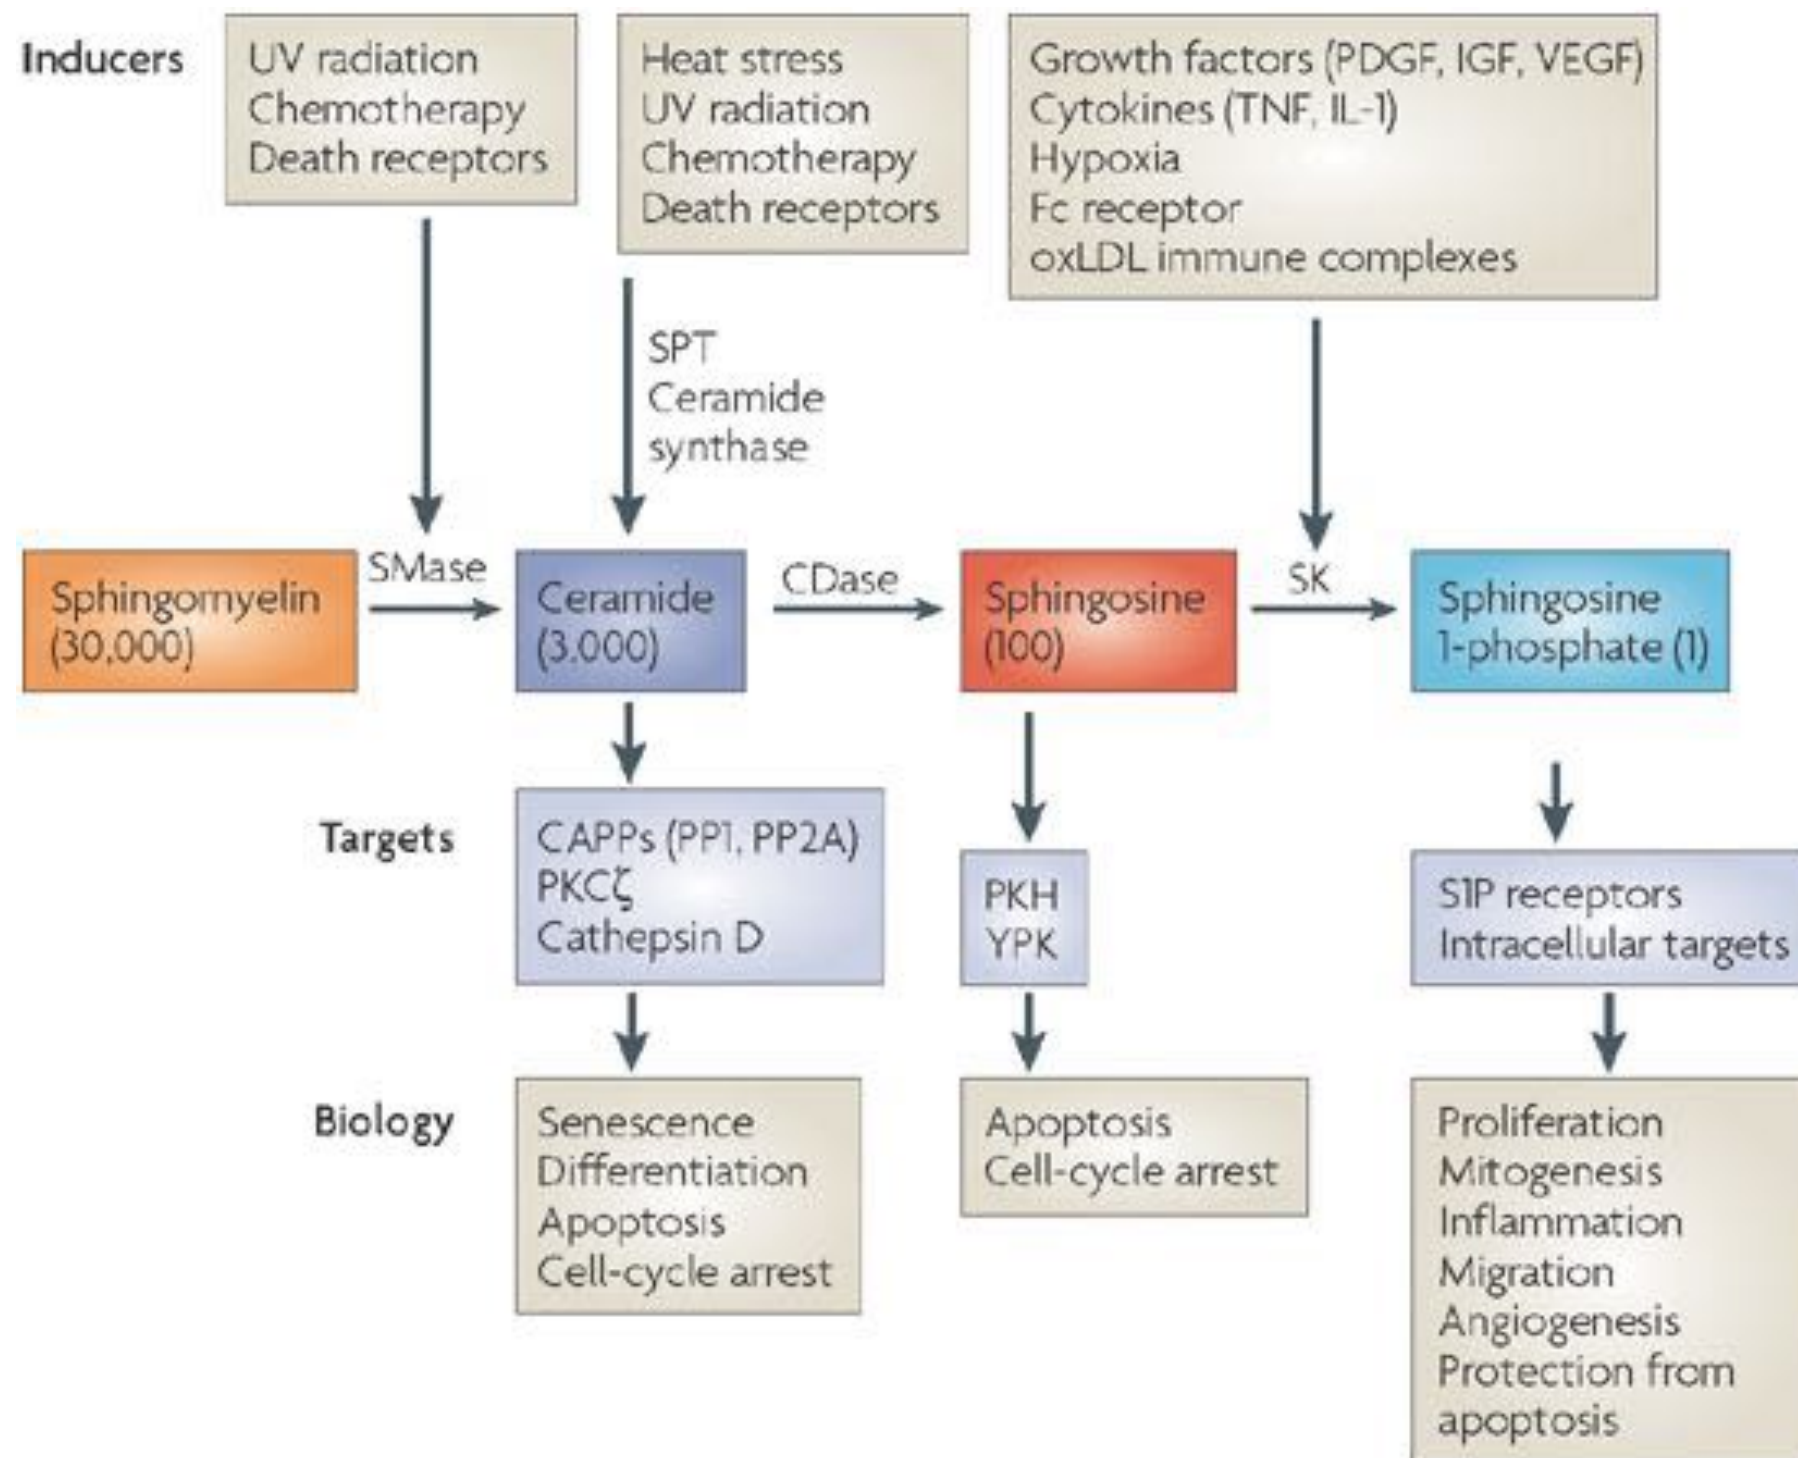 Inducers
UV radiation
Chemotherapy
Death receptors
Heat stress
UV radiation
Chemotherapy
Death receptors
Growth factors (PDGF, IGF, VEGF)
Cytokines (TNF, IL-1)
Hypoxia
Fc receptor
oxLDL immune complexes
SPT
Ceramide
synthase
Sphingomyelin
(30,000)
SMase
Ceramide
(3,000)
CDase
Sphingosine
(100)
SK
Sphingosine
1-phosphate (1)
Targets
CAPPs (PP1, PP2A)
PKCζ
Cathepsin D
PKH
YPK
S1P receptors
Intracellular targets
Biology
Senescence
Differentiation
Apoptosis
Cell-cycle arrest
Apoptosis
Cell-cycle arrest
Proliferation
Mitogenesis
Inflammation
Migration
Angiogenesis
Protection from
apoptosis